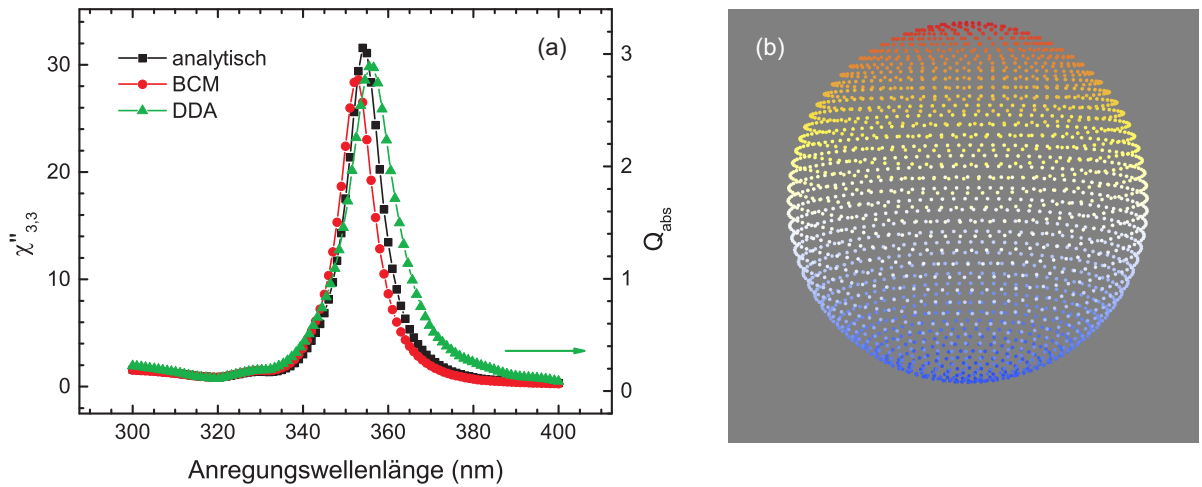 (a)
analytisch
BCM
DDA
30
20
10
0
χ''3,3
3
2
1
0
Qabs
300
320
340
360
380
400
Anregungswellenlänge (nm)
(b)